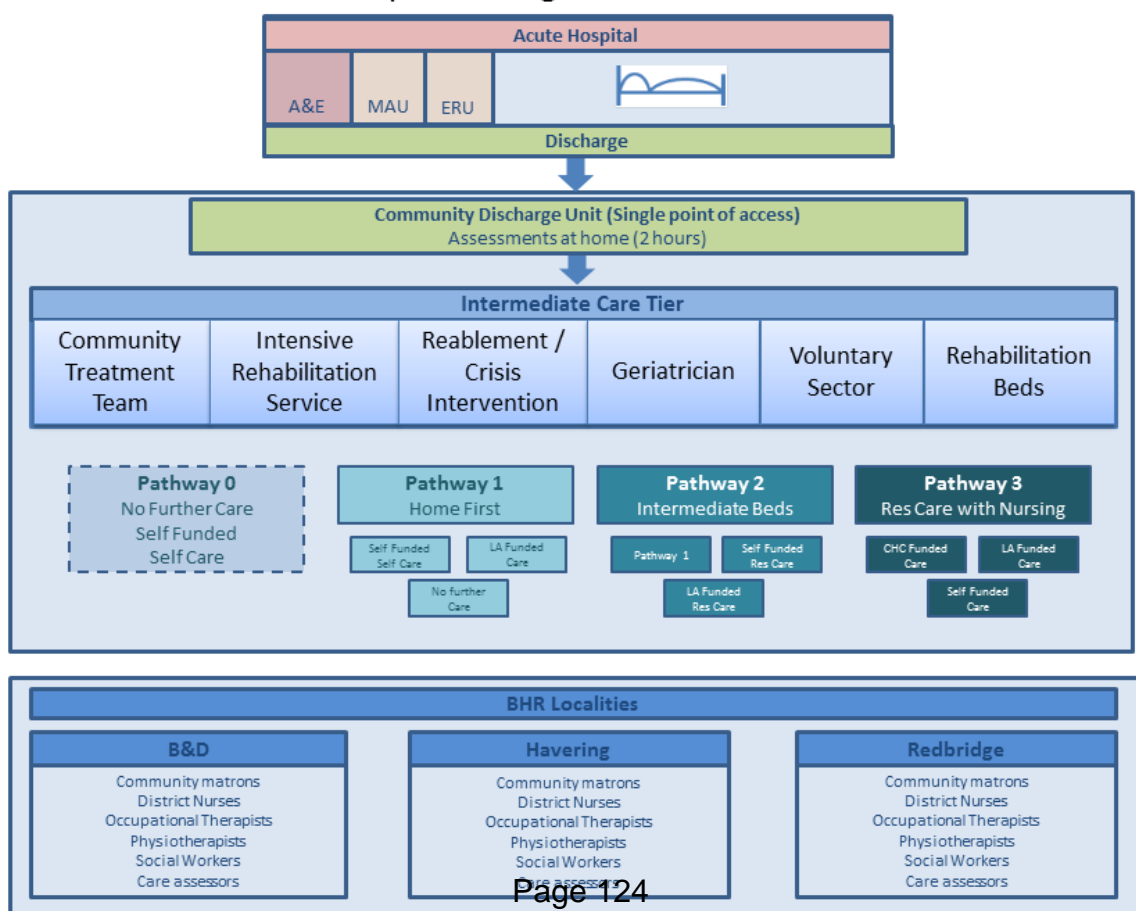 Acute Hospital
A&E
MAU
ERU
Discharge
Community Discharge Unit (Single point of access)
Assessments at home (2 hours)
Intermediate Care Tier
Community
Treatment
Team
Intensive
Rehabilitation
Service
Reablement /
Crisis
Intervention
Geriatrician
Voluntary
Sector
Rehabilitation
Beds
Pathway 0
No Further Care
Self Funded
Self Care
Pathway 1
Home First
Self Funded
Self Care
LA Funded
Care
No further
Care
Pathway 2
Intermediate Beds
Pathway 1
Self Funded
Res Care
LA Funded
Res Care
Pathway 3
Res Care with Nursing
CHC Funded
Care
LA Funded
Care
Self Funded
Care
BHR Localities
B&D
Community matrons
District Nurses
Occupational Therapists
Physiotherapists
Social Workers
Care assessors
Havering
Community matrons
District Nurses
Occupational Therapists
Physiotherapists
Social Workers
Care assessors
Redbridge
Community matrons
District Nurses
Occupational Therapists
Physiotherapists
Social Workers
Care assessors
Page 124